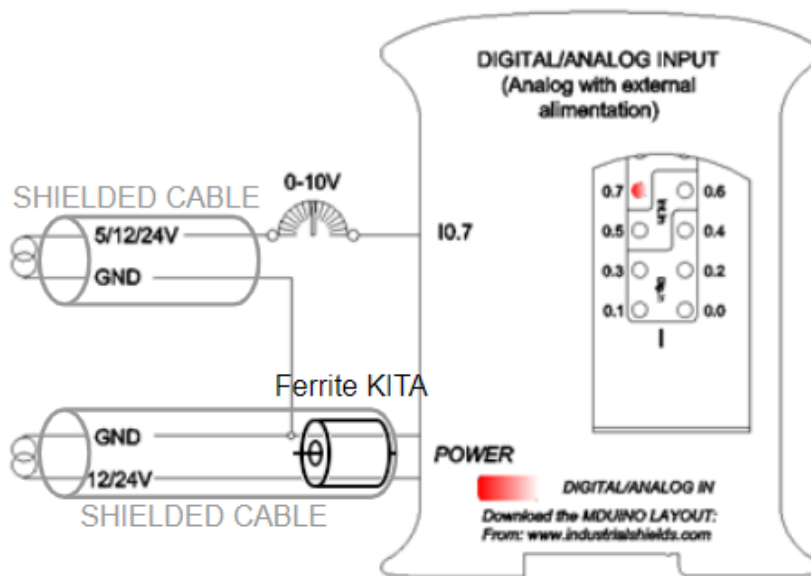 DIGITAL/ANALOG INPUT
(Analog with external
alimentation)
SHIELDED CABLE
0-10V
5/12/24V
I0.7
GND
0.7
0.6
0.5
0.4
0.3
0.2
0.1
0.0
I
Ferrite KITA
GND
12/24V
POWER
SHIELDED CABLE
DIGITAL/ANALOG IN
Download the MDUINO LAYOUT:
From: www.industrialshields.com